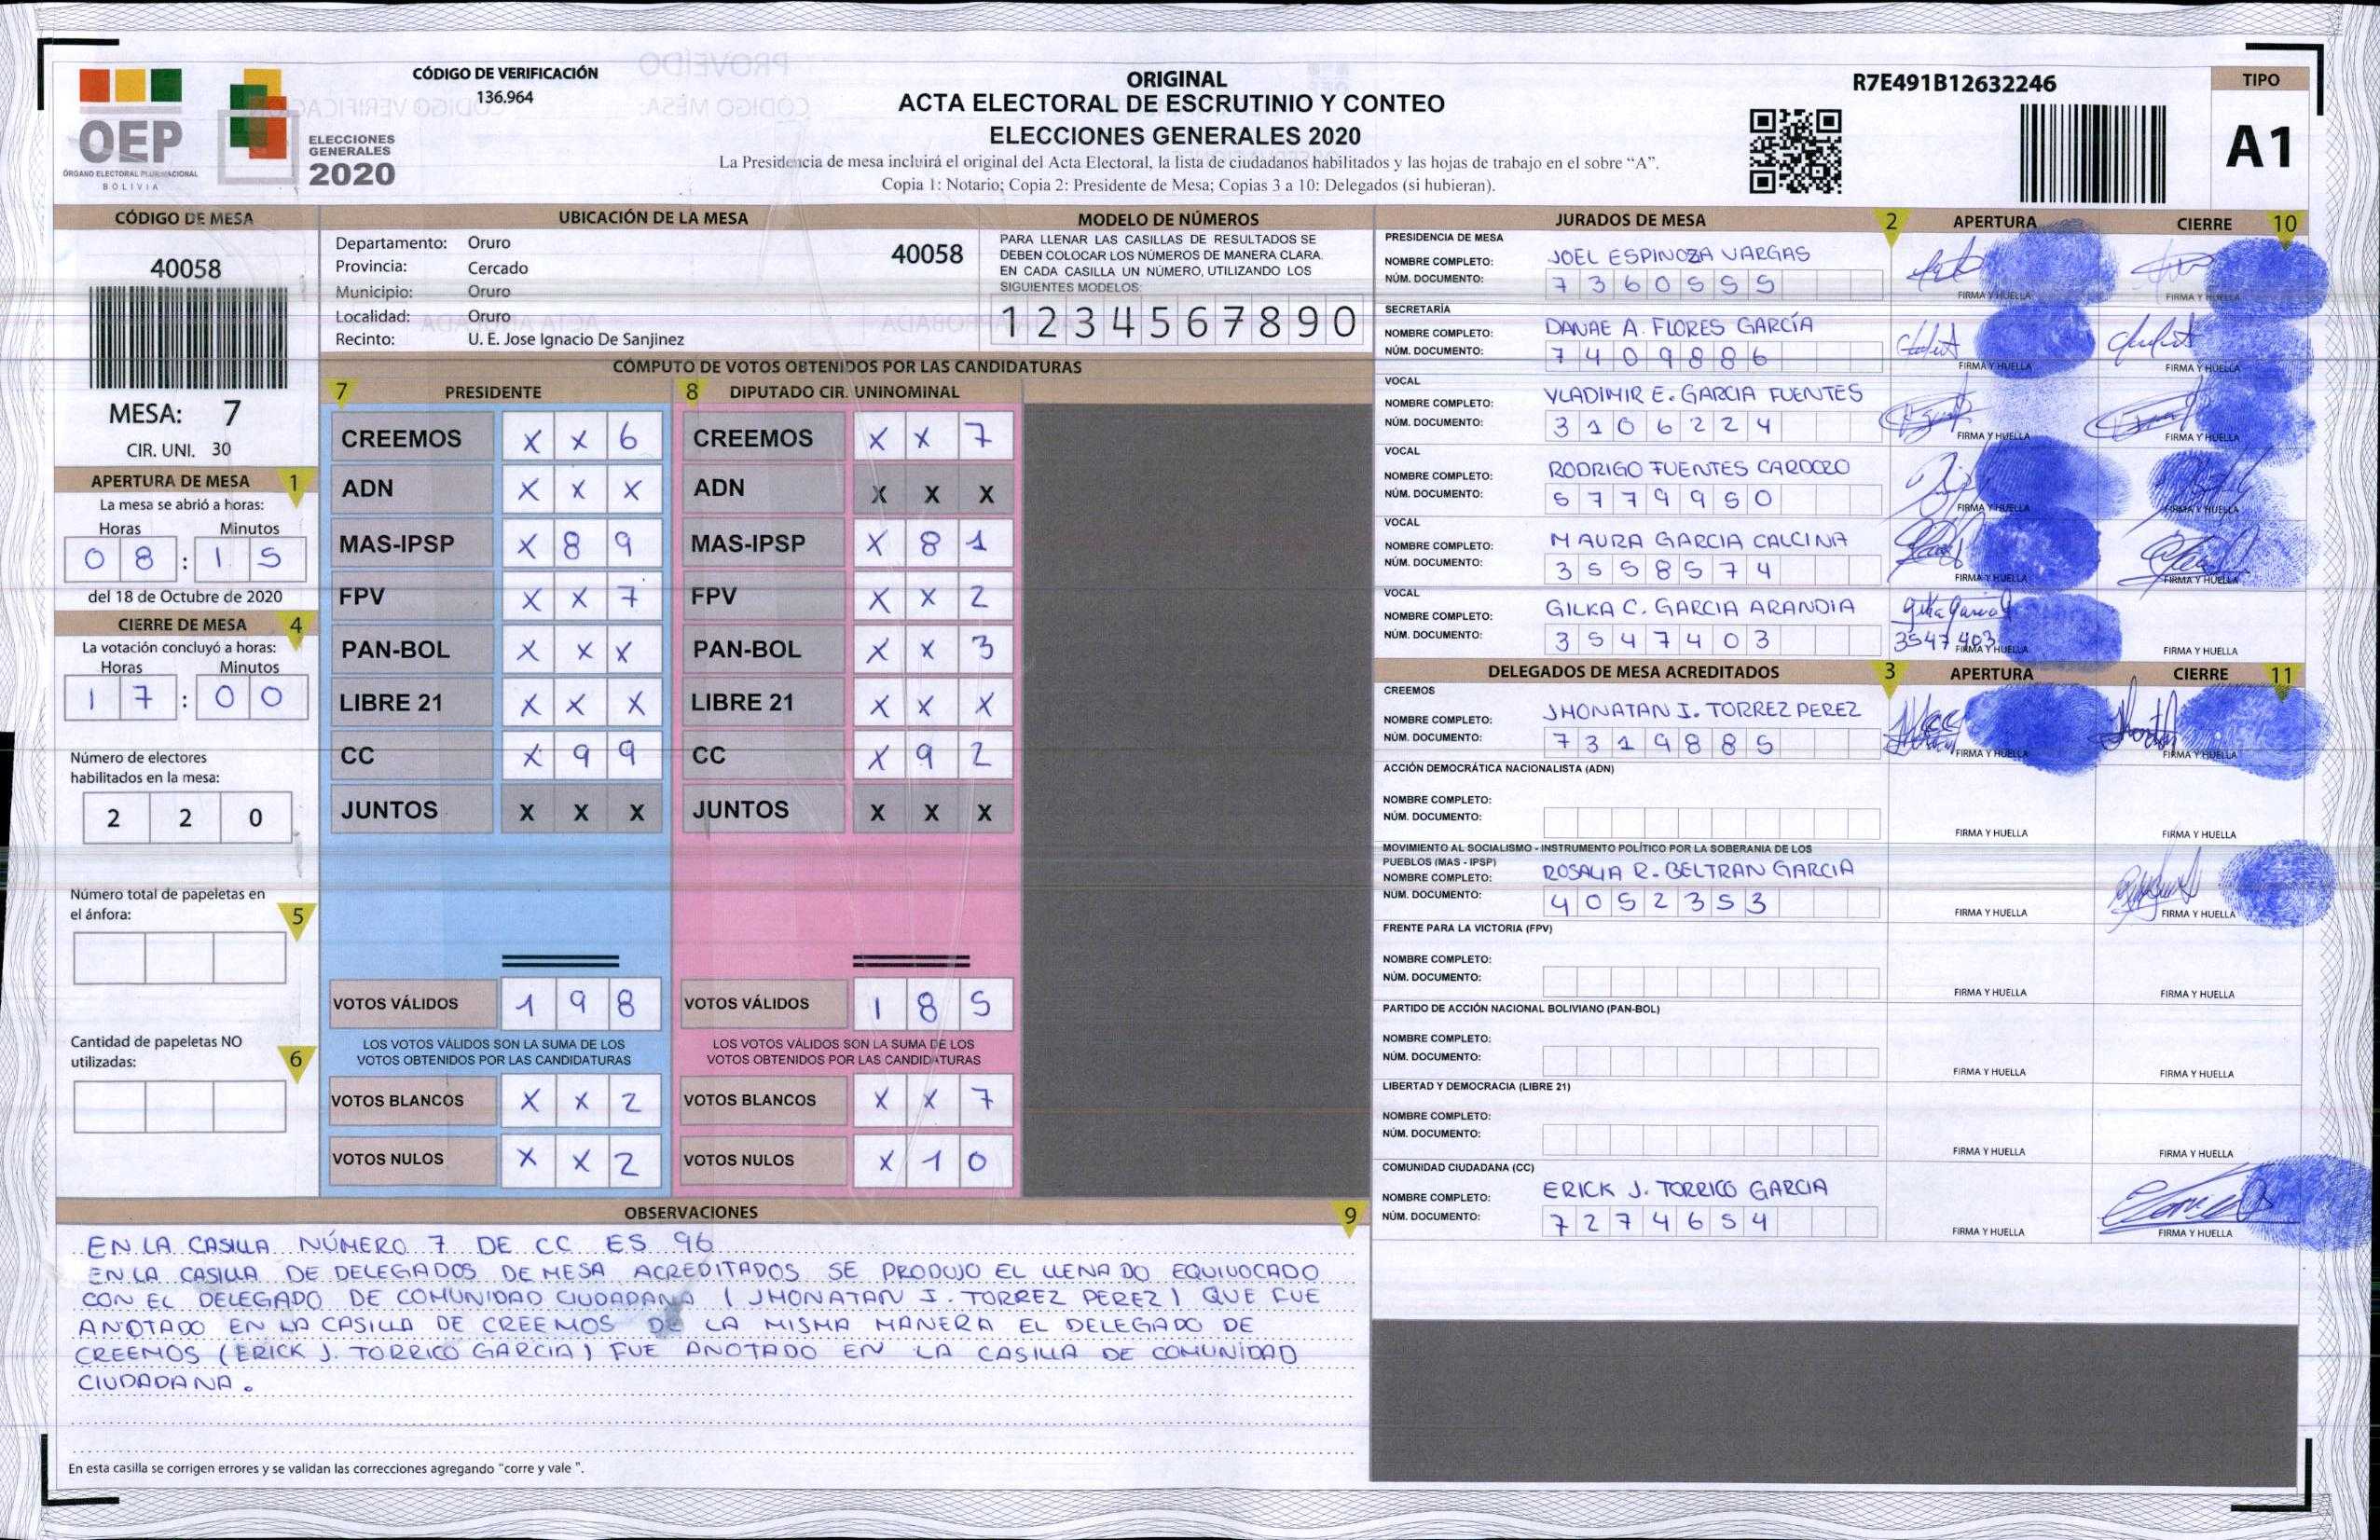 CÓDIGO DE VERIFICACIÓN
136.964
OEP
ÓRGANO ELECTORAL PLURINACIONAL
BOLIVIA
ELECCIONES
GENERALES
2020
ORIGINAL
ACTA ELECTORAL DE ESCRUTINIO Y CONTEO
ELECCIONES GENERALES 2020
La Presidencia de mesa incluirá el original del Acta Electoral, la lista de ciudadanos habilitados y las hojas de trabajo en el sobre "A".
Copia 1: Notario; Copia 2: Presidente de Mesa; Copias 3 a 10: Delegados (si hubieran).
R7E491B12632246
TIPO
A1
CÓDIGO DE MESA
40058
MESA: 7
CIR. UNI. 30
APERTURA DE MESA 1
La mesa se abrió a horas:
Horas Minutos
08 : 15
del 18 de Octubre de 2020
CIERRE DE MESA 4
La votación concluyó a horas:
Horas Minutos
17 : 00
Número de electores
habilitados en la mesa:
2 2 0
Número total de papeletas en
el ánfora: 5
Cantidad de papeletas NO
utilizadas: 6
UBICACIÓN DE LA MESA
Departamento: Oruro 40058
Provincia: Cercado
Municipio: Oruro
Localidad: Oruro
Recinto: U. E. Jose Ignacio De Sanjinez
MODELO DE NÚMEROS
PARA LLENAR LAS CASILLAS DE RESULTADOS SE
DEBEN COLOCAR LOS NÚMEROS DE MANERA CLARA.
EN CADA CASILLA UN NÚMERO, UTILIZANDO LOS
SIGUIENTES MODELOS:
1 2 3 4 5 6 7 8 9 0
CÓMPUTO DE VOTOS OBTENIDOS POR LAS CANDIDATURAS
7 PRESIDENTE
CREEMOS X X 6
ADN X X X
MAS-IPSP X 8 9
FPV X X 7
PAN-BOL X X X
LIBRE 21 X X X
CC X 9 9
JUNTOS X X X
VOTOS VÁLIDOS 1 9 8
LOS VOTOS VÁLIDOS SON LA SUMA DE LOS
VOTOS OBTENIDOS POR LAS CANDIDATURAS
VOTOS BLANCOS X X 2
VOTOS NULOS X X 2
8 DIPUTADO CIR. UNINOMINAL
CREEMOS X X 7
ADN X X X
MAS-IPSP X 8 1
FPV X X 2
PAN-BOL X X 3
LIBRE 21 X X X
CC X 9 2
JUNTOS X X X
VOTOS VÁLIDOS 1 8 5
LOS VOTOS VÁLIDOS SON LA SUMA DE LOS
VOTOS OBTENIDOS POR LAS CANDIDATURAS
VOTOS BLANCOS X X 7
VOTOS NULOS X 1 0
OBSERVACIONES 9
EN LA CASILLA NÚMERO 7 DE CC ES 96
EN LA CASILLA DE DELEGADOS DE MESA ACREDITADOS SE PRODUJO EL LLENADO EQUIVOCADO
CON EL DELEGADO DE COMUNIDAD CIUDADANA (JHONATAN I. TORREZ PEREZ) QUE FUE
ANOTADO EN LA CASILLA DE CREEMOS DE LA MISMA MANERA EL DELEGADO DE
CREEMOS (ERICK J. TORRICO GARCIA) FUE ANOTADO EN LA CASILLA DE COMUNIDAD
CIUDADANA.
En esta casilla se corrigen errores y se validan las correcciones agregando "corre y vale ".
JURADOS DE MESA 2 APERTURA CIERRE 10
PRESIDENCIA DE MESA
NOMBRE COMPLETO: JOEL ESPINOZA VARGAS
NÚM. DOCUMENTO: 7360555
FIRMA Y HUELLA FIRMA Y HUELLA
SECRETARÍA
NOMBRE COMPLETO: DANAE A. FLORES GARCÍA
NÚM. DOCUMENTO: 7409886
FIRMA Y HUELLA FIRMA Y HUELLA
VOCAL
NOMBRE COMPLETO: VLADIMIR E. GARCIA FUENTES
NÚM. DOCUMENTO: 3106224
FIRMA Y HUELLA FIRMA Y HUELLA
VOCAL
NOMBRE COMPLETO: RODRIGO FUENTES CARDOZO
NÚM. DOCUMENTO: 5779950
FIRMA Y HUELLA FIRMA Y HUELLA
VOCAL
NOMBRE COMPLETO: MAURA GARCIA CALCINA
NÚM. DOCUMENTO: 3558574
FIRMA Y HUELLA FIRMA Y HUELLA
VOCAL
NOMBRE COMPLETO: GILKA C. GARCIA ARANDIA Gilka Garcia
NÚM. DOCUMENTO: 3547403 3547403
FIRMA Y HUELLA FIRMA Y HUELLA
DELEGADOS DE MESA ACREDITADOS 3 APERTURA CIERRE 11
CREEMOS
NOMBRE COMPLETO: JHONATAN I. TORREZ PEREZ
NÚM. DOCUMENTO: 7319885
FIRMA Y HUELLA FIRMA Y HUELLA
ACCIÓN DEMOCRÁTICA NACIONALISTA (ADN)
NOMBRE COMPLETO:
NÚM. DOCUMENTO:
FIRMA Y HUELLA FIRMA Y HUELLA
MOVIMIENTO AL SOCIALISMO - INSTRUMENTO POLÍTICO POR LA SOBERANIA DE LOS
PUEBLOS (MAS - IPSP)
NOMBRE COMPLETO: ROSALIA R. BELTRAN GARCIA
NÚM. DOCUMENTO: 4052353
FIRMA Y HUELLA FIRMA Y HUELLA
FRENTE PARA LA VICTORIA (FPV)
NOMBRE COMPLETO:
NÚM. DOCUMENTO:
FIRMA Y HUELLA FIRMA Y HUELLA
PARTIDO DE ACCIÓN NACIONAL BOLIVIANO (PAN-BOL)
NOMBRE COMPLETO:
NÚM. DOCUMENTO:
FIRMA Y HUELLA FIRMA Y HUELLA
LIBERTAD Y DEMOCRACIA (LIBRE 21)
NOMBRE COMPLETO:
NÚM. DOCUMENTO:
FIRMA Y HUELLA FIRMA Y HUELLA
COMUNIDAD CIUDADANA (CC)
NOMBRE COMPLETO: ERICK J. TORRICO GARCIA
NÚM. DOCUMENTO: 7274654
FIRMA Y HUELLA FIRMA Y HUELLA